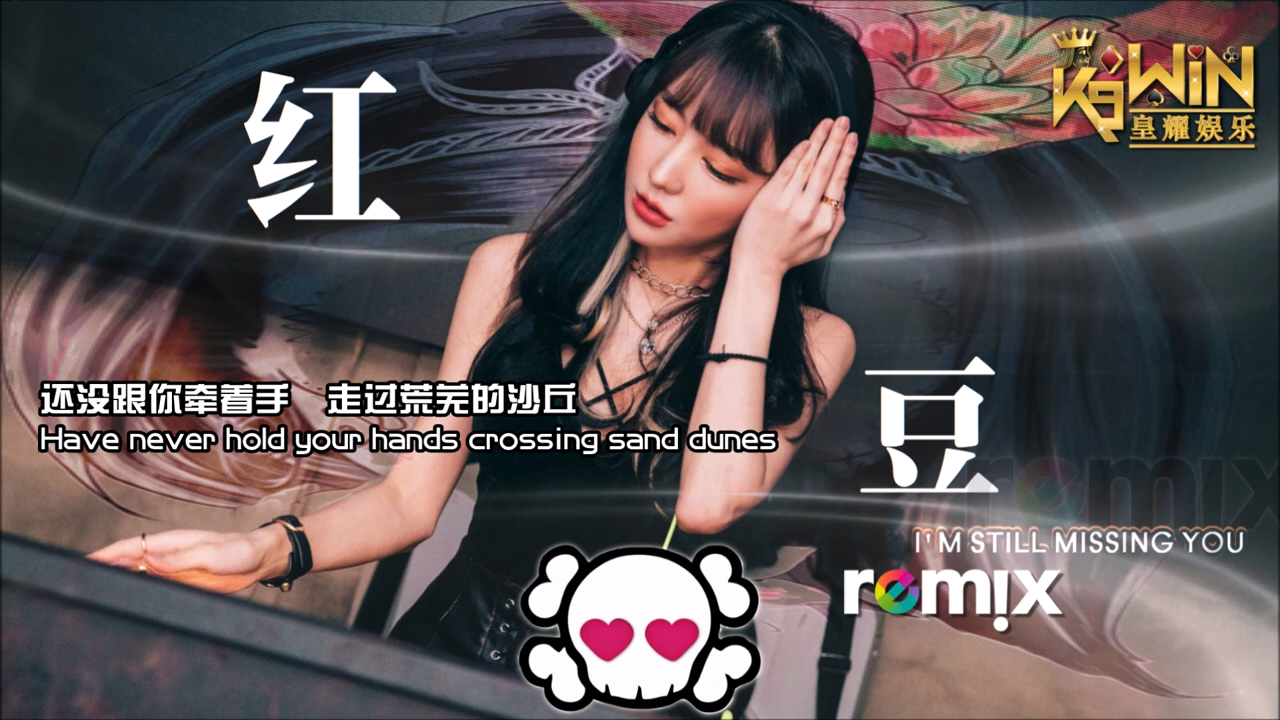 红
K9WiN
皇耀娱乐
还没跟你牵着手 走过荒芜的沙丘
Have never hold your hands crossing sand dunes
豆
remix
I'M STILL MISSING YOU
remix